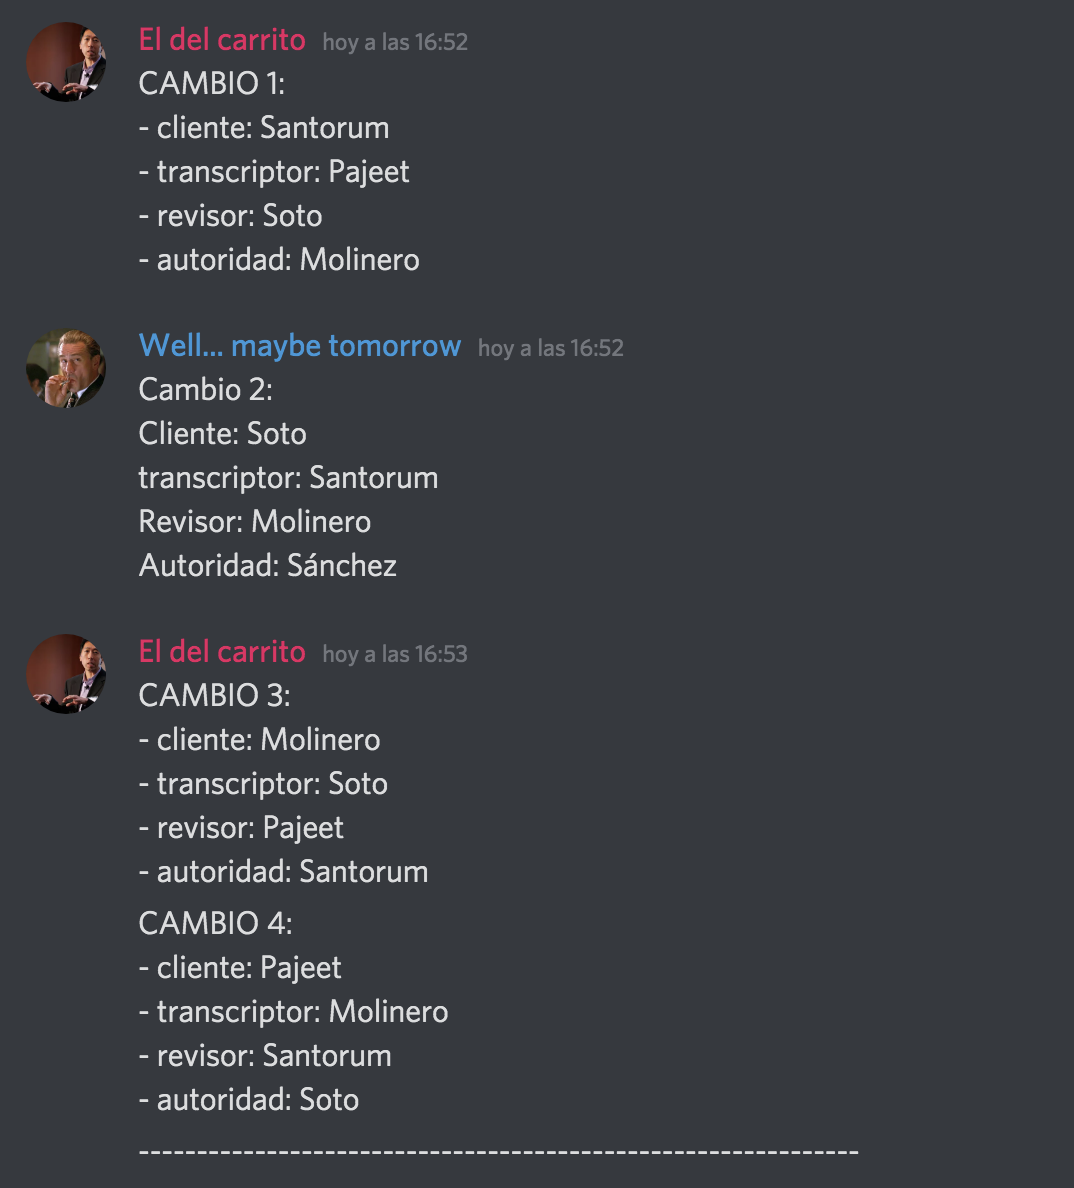 El del carrito hoy a las 16:52
CAMBIO 1:
- cliente: Santorum
- transcriptor: Pajeet
- revisor: Soto
- autoridad: Molinero
Well... maybe tomorrow hoy a las 16:52
Cambio 2:
Cliente: Soto
transcriptor: Santorum
Revisor: Molinero
Autoridad: Sánchez
El del carrito hoy a las 16:53
CAMBIO 3:
- cliente: Molinero
- transcriptor: Soto
- revisor: Pajeet
- autoridad: Santorum
CAMBIO 4:
- cliente: Pajeet
- transcriptor: Molinero
- revisor: Santorum
- autoridad: Soto
--------------------------------------------------------------